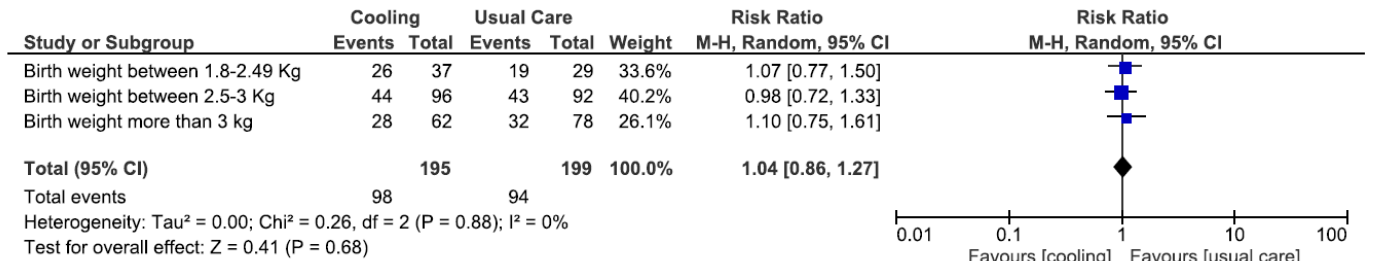 Cooling Usual Care Risk Ratio Risk Ratio
Study or Subgroup Events Total Events Total Weight M-H, Random, 95% CI M-H, Random, 95% CI
Birth weight between 1.8-2.49 Kg 26 37 19 29 33.6% 1.07 [0.77, 1.50]
Birth weight between 2.5-3 Kg 44 96 43 92 40.2% 0.98 [0.72, 1.33]
Birth weight more than 3 kg 28 62 32 78 26.1% 1.10 [0.75, 1.61]
Total (95% CI) 195 199 100.0% 1.04 [0.86, 1.27]
Total events 98 94
Heterogeneity: Tau² = 0.00; Chi² = 0.26, df = 2 (P = 0.88); I² = 0%
Test for overall effect: Z = 0.41 (P = 0.68)
0.01 0.1 1 10 100
Favours [cooling] Favours [usual care]